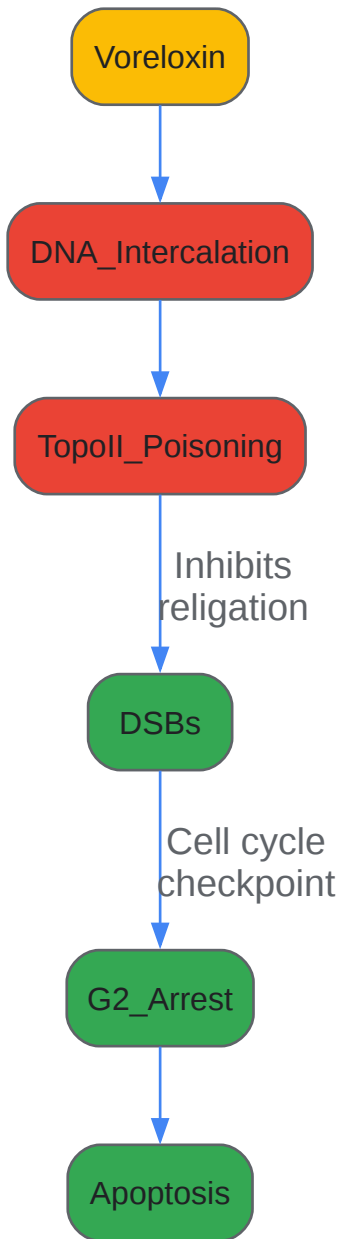 Voreloxin
DNA_Intercalation
TopoII_Poisoning
Inhibits
religation
DSBs
Cell cycle
checkpoint
G2_Arrest
Apoptosis